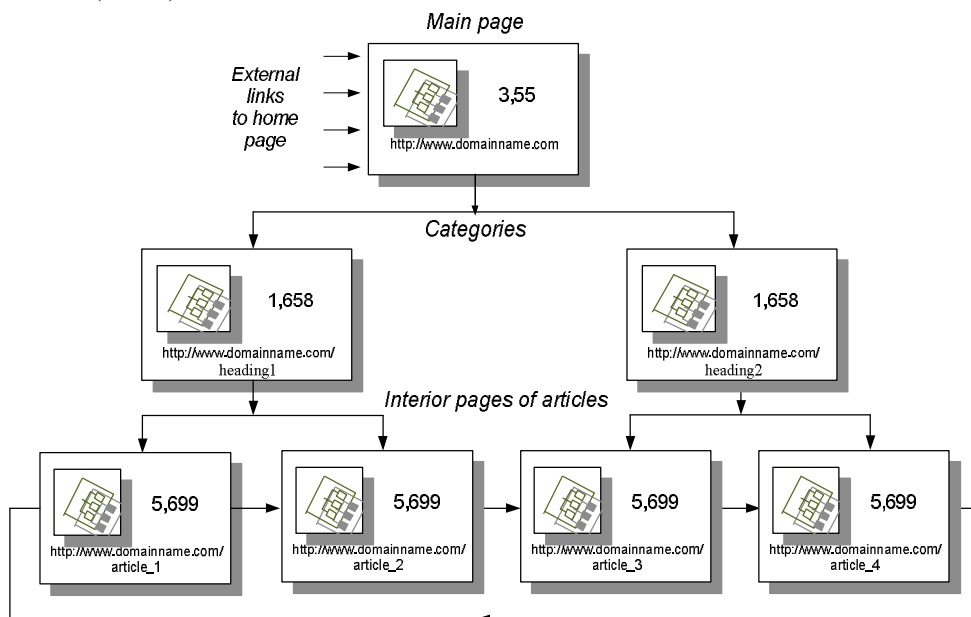 Main page
External
links
to home
page
3,55
http://www.domainname.com
Categories
1,658
http://www.domainname.com/
heading1
1,658
http://www.domainname.com/
heading2
Interior pages of articles
5,699
http://www.domainname.com/
article_1
5,699
http://www.domainname.com/
article_2
5,699
http://www.domainname.com/
article_3
5,699
http://www.domainname.com/
article_4